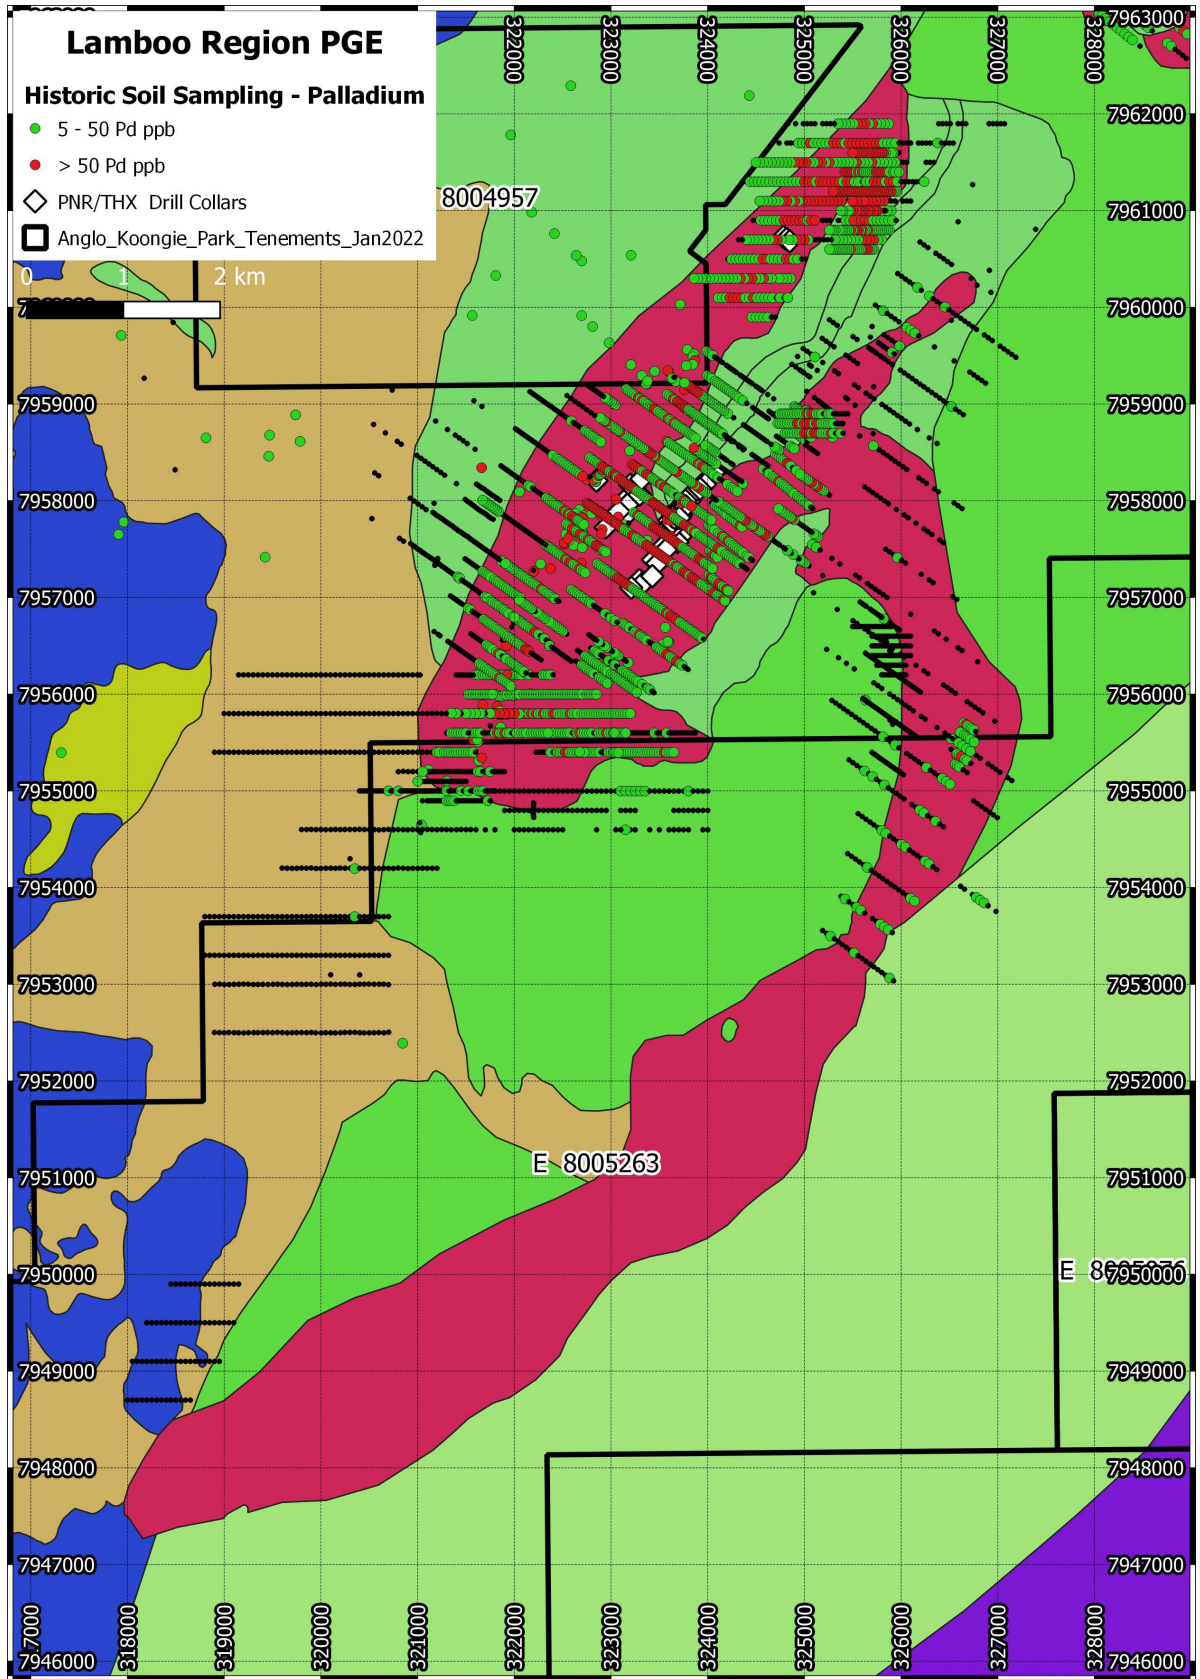 Lamboo Region PGE
Historic Soil Sampling - Palladium
5 - 50 Pd ppb
> 50 Pd ppb
PNR/THX Drill Collars
Anglo_Koongie_Park_Tenements_Jan2022
0 1 2 km
322000 323000 324000 325000 326000 327000 328000
7963000
7962000
8004957
7961000
7960000
7959000 7959000
7958000 7958000
7957000 7957000
7956000 7956000
7955000 7955000
7954000 7954000
7953000 7953000
7952000 7952000
E 8005263
7951000 7951000
E
7950000 7950000
7949000 7949000
7948000 7948000
7947000 7947000
318000 319000 320000 321000 322000 323000 324000 325000 326000 327000 328000
7946000 7946000